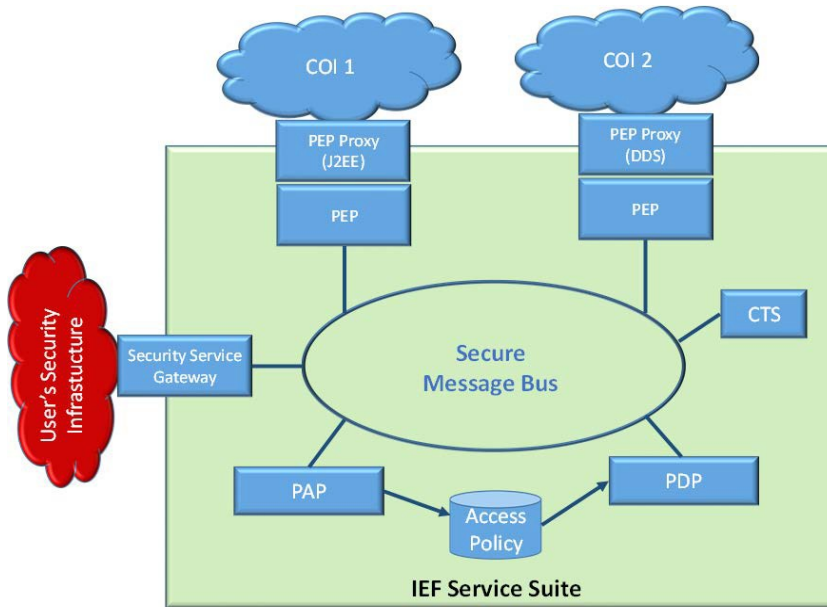 COI 1
COI 2
PEP Proxy
(J2EE)
PEP Proxy
(DDS)
PEP
PEP
CTS
User's Security
Infrastucture
Security Service
Gateway
Secure
Message Bus
PAP
PDP
Access
Policy
IEF Service Suite